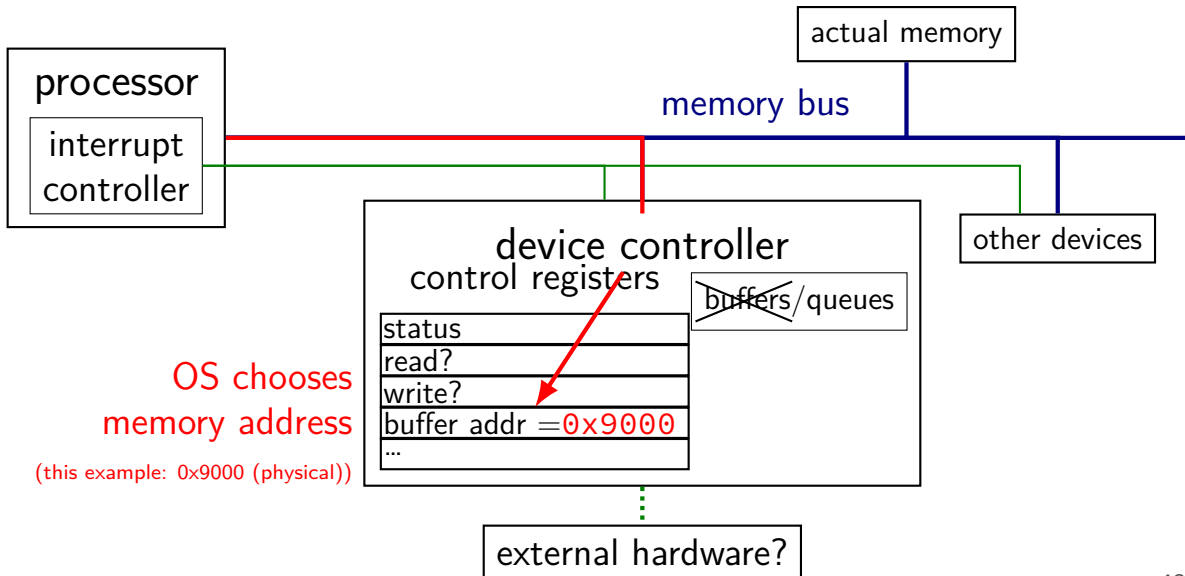 actual memory
processor
memory bus
interrupt
controller
other devices
device controller
control registers
buffers/queues
status
read?
write?
buffer addr =0x9000
...
OS chooses
memory address
(this example: 0x9000 (physical))
external hardware?